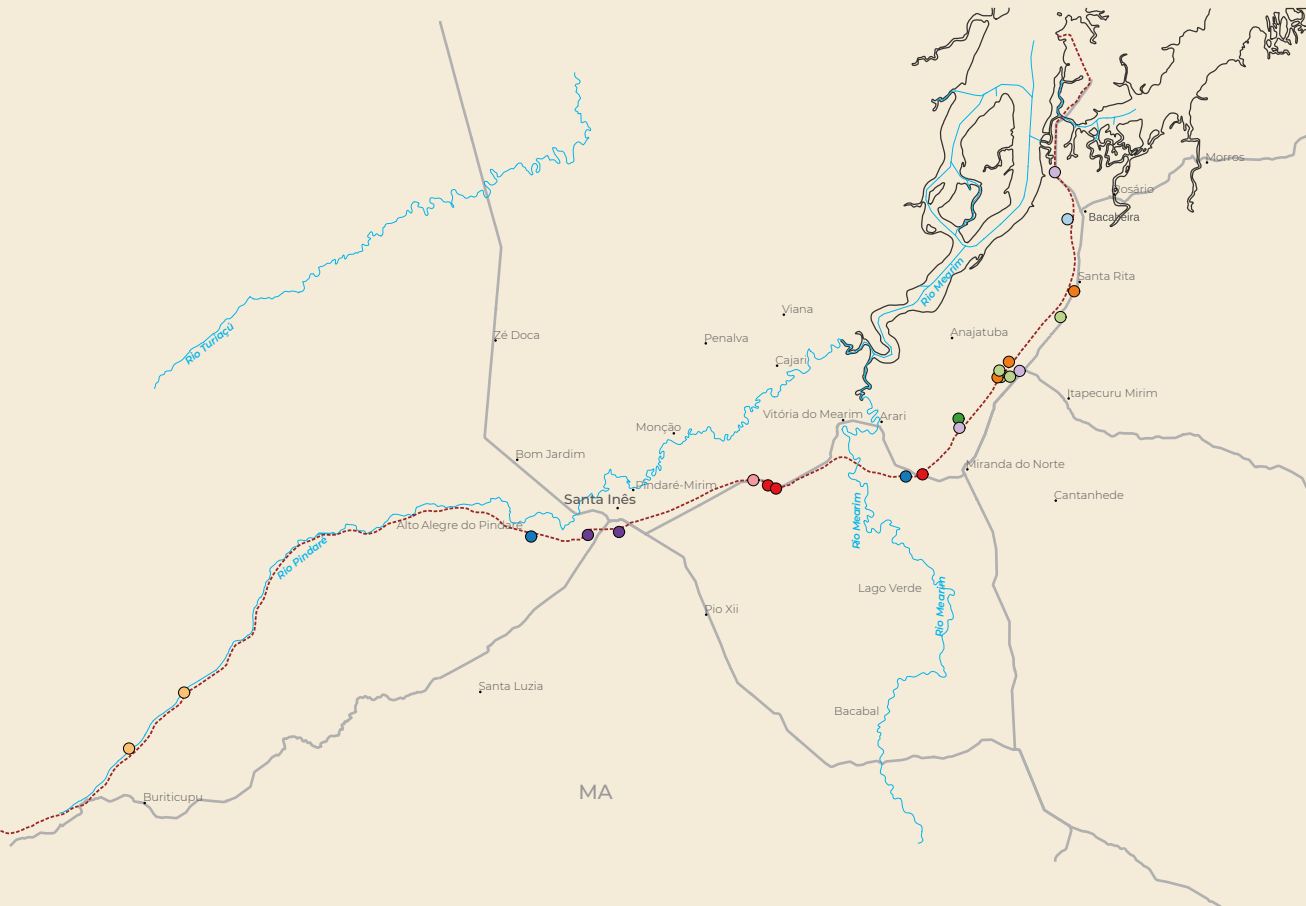 Morros
Rosário
Bacabeira
Rio Mearim
Santa Rita
Viana
Rio Turiaçú
Zé Doca
Penalva
Anajatuba
Cajari
Itapecuru Mirim
Vitória do Mearim
Arari
Monção
Bom Jardim
Miranda do Norte
Pindaré-Mirim
Santa Inês
Cantanhede
Alto Alegre do Pindaré
Rio Mearim
Rio Pindaré
Lago Verde
Rio Mearim
Pio Xii
Santa Luzia
Bacabal
MA
Buriticupu